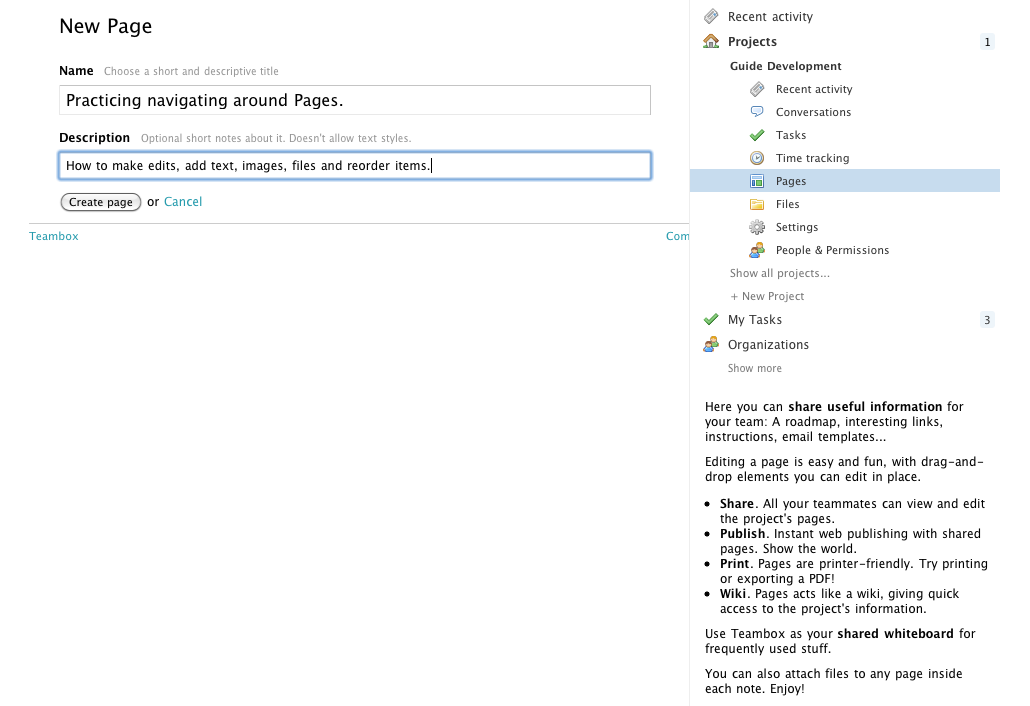 New Page
Name Choose a short and descriptive title
Practicing navigating around Pages.
Description Optional short notes about it. Doesn't allow text styles.
How to make edits, add text, images, files and reorder items.
Create page or Cancel
Teambox
Com
Recent activity
Projects 1
Guide Development
Recent activity
Conversations
Tasks
Time tracking
Pages
Files
Settings
People & Permissions
Show all projects...
+ New Project
My Tasks 3
Organizations
Show more
Here you can share useful information for
your team: A roadmap, interesting links,
instructions, email templates...
Editing a page is easy and fun, with drag-and-
drop elements you can edit in place.
• Share. All your teammates can view and edit
the project's pages.
• Publish. Instant web publishing with shared
pages. Show the world.
• Print. Pages are printer-friendly. Try printing
or exporting a PDF!
• Wiki. Pages acts like a wiki, giving quick
access to the project's information.
Use Teambox as your shared whiteboard for
frequently used stuff.
You can also attach files to any page inside
each note. Enjoy!